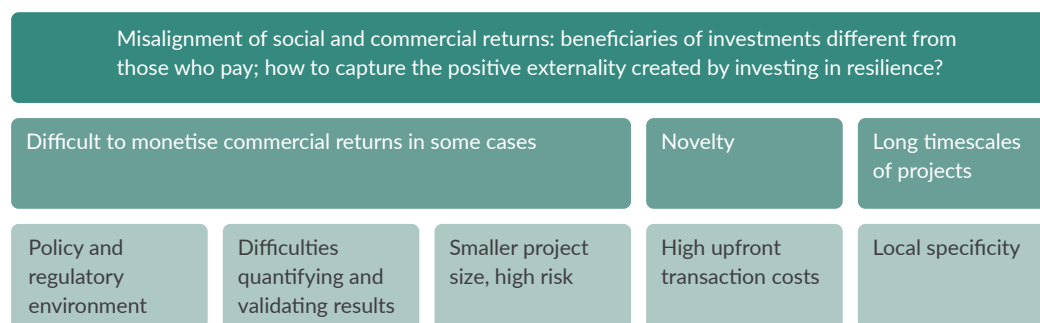 Misalignment of social and commercial returns: beneficiaries of investments different from
those who pay; how to capture the positive externality created by investing in resilience?
Difficult to monetise commercial returns in some cases
Novelty
Long timescales
of projects
Policy and
regulatory
environment
Difficulties
quantifying and
validating results
Smaller project
size, high risk
High upfront
transaction costs
Local specificity